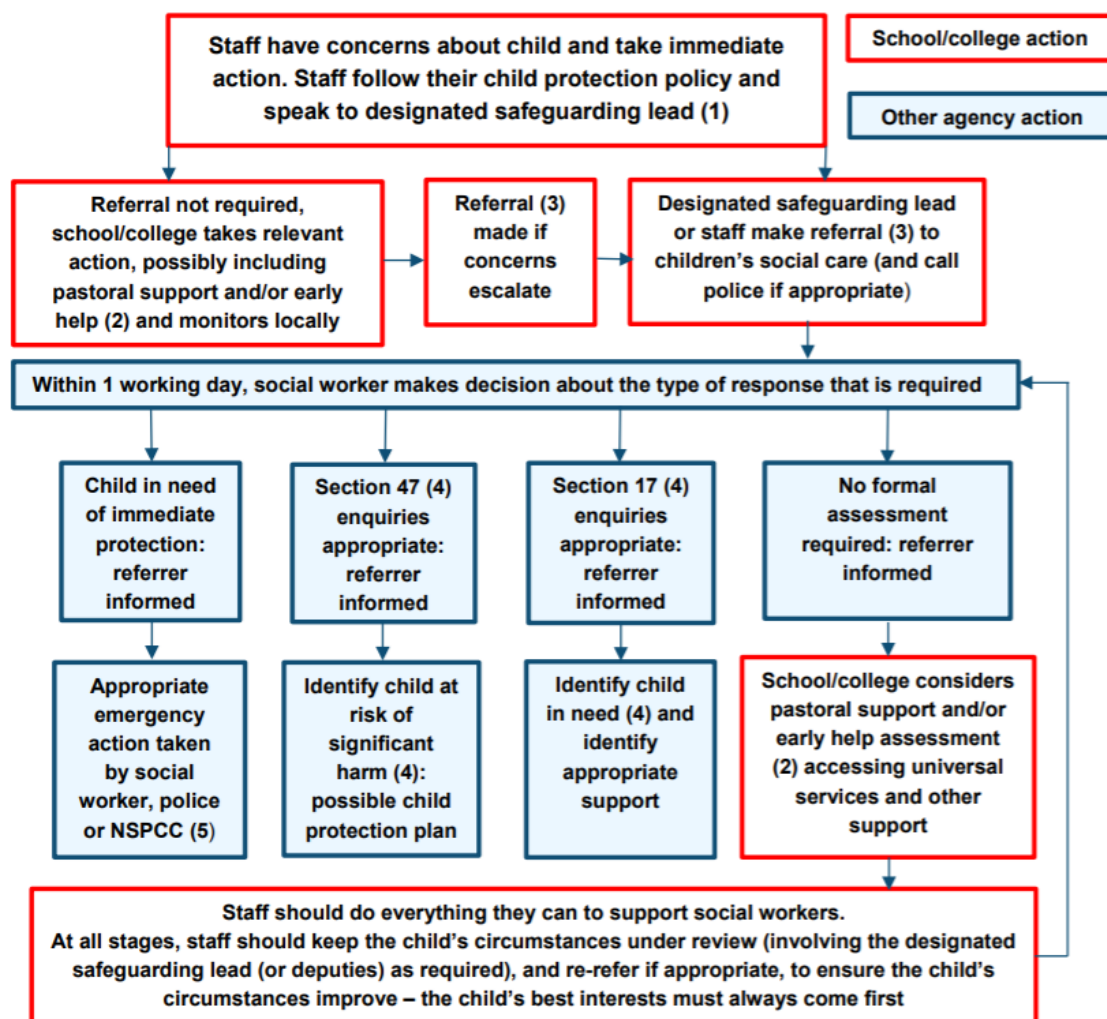 Staff have concerns about child and take immediate
action. Staff follow their child protection policy and
speak to designated safeguarding lead (1)
School/college action
Other agency action
Referral not required,
school/college takes relevant
action, possibly including
pastoral support and/or early
help (2) and monitors locally
Referral (3)
made if
concerns
escalate
Designated safeguarding lead
or staff make referral (3) to
children's social care (and call
police if appropriate)
Within 1 working day, social worker makes decision about the type of response that is required
Child in need
of immediate
protection:
referrer
informed
Section 47 (4)
enquiries
appropriate:
referrer
informed
Section 17 (4)
enquiries
appropriate:
referrer
informed
No formal
assessment
required: referrer
informed
Appropriate
emergency
action taken
by social
worker, police
or NSPCC (5)
Identify child at
risk of
significant
harm (4):
possible child
protection plan
Identify child
in need (4) and
identify
appropriate
support
School/college considers
pastoral support and/or
early help assessment
(2) accessing universal
services and other
support
Staff should do everything they can to support social workers.
At all stages, staff should keep the child's circumstances under review (involving the designated
safeguarding lead (or deputies) as required), and re-refer if appropriate, to ensure the child's
circumstances improve – the child's best interests must always come first